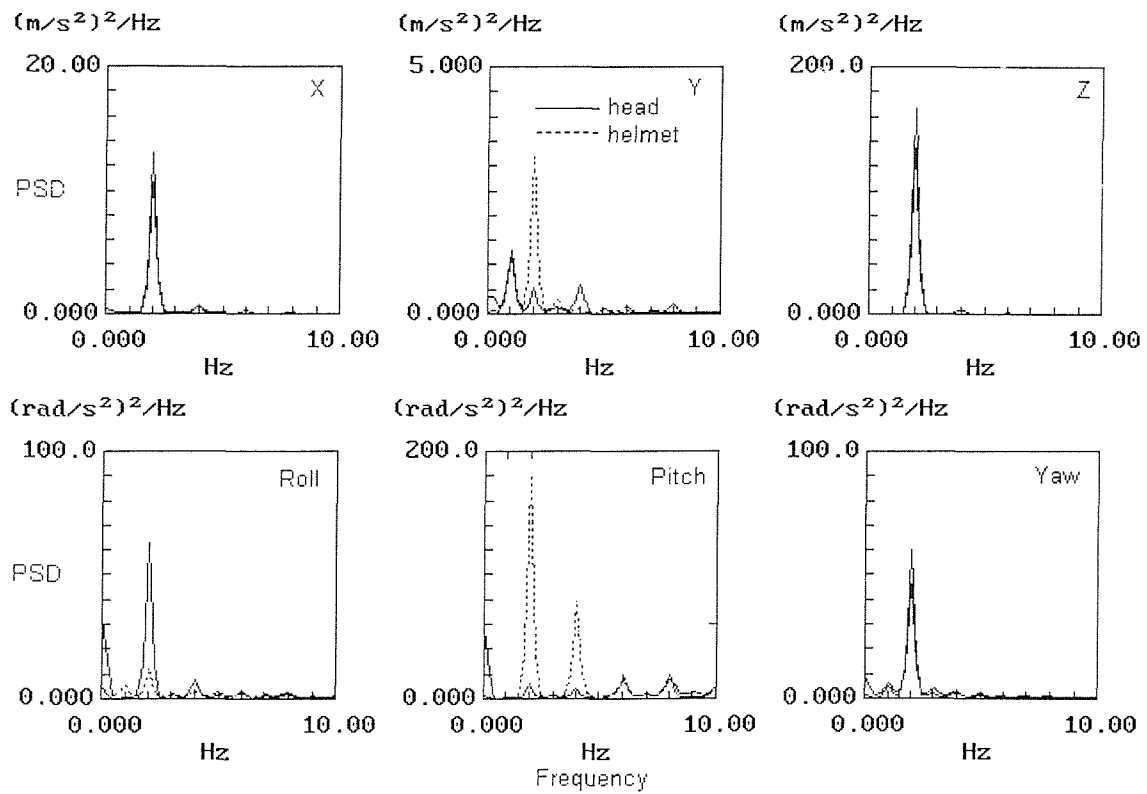 (m/s²)²/Hz
(m/s²)²/Hz
(m/s²)²/Hz
20.00
X
PSD
0.000
0.000
10.00
Hz
5.000
Y
head
helmet
0.000
0.000
10.00
Hz
200.0
Z
0.000
0.000
10.00
Hz
(rad/s²)²/Hz
(rad/s²)²/Hz
(rad/s²)²/Hz
100.0
Roll
PSD
0.000
0.000
10.00
Hz
200.0
Pitch
0.000
0.000
10.00
Hz
100.0
Yaw
0.000
0.000
10.00
Hz
Frequency